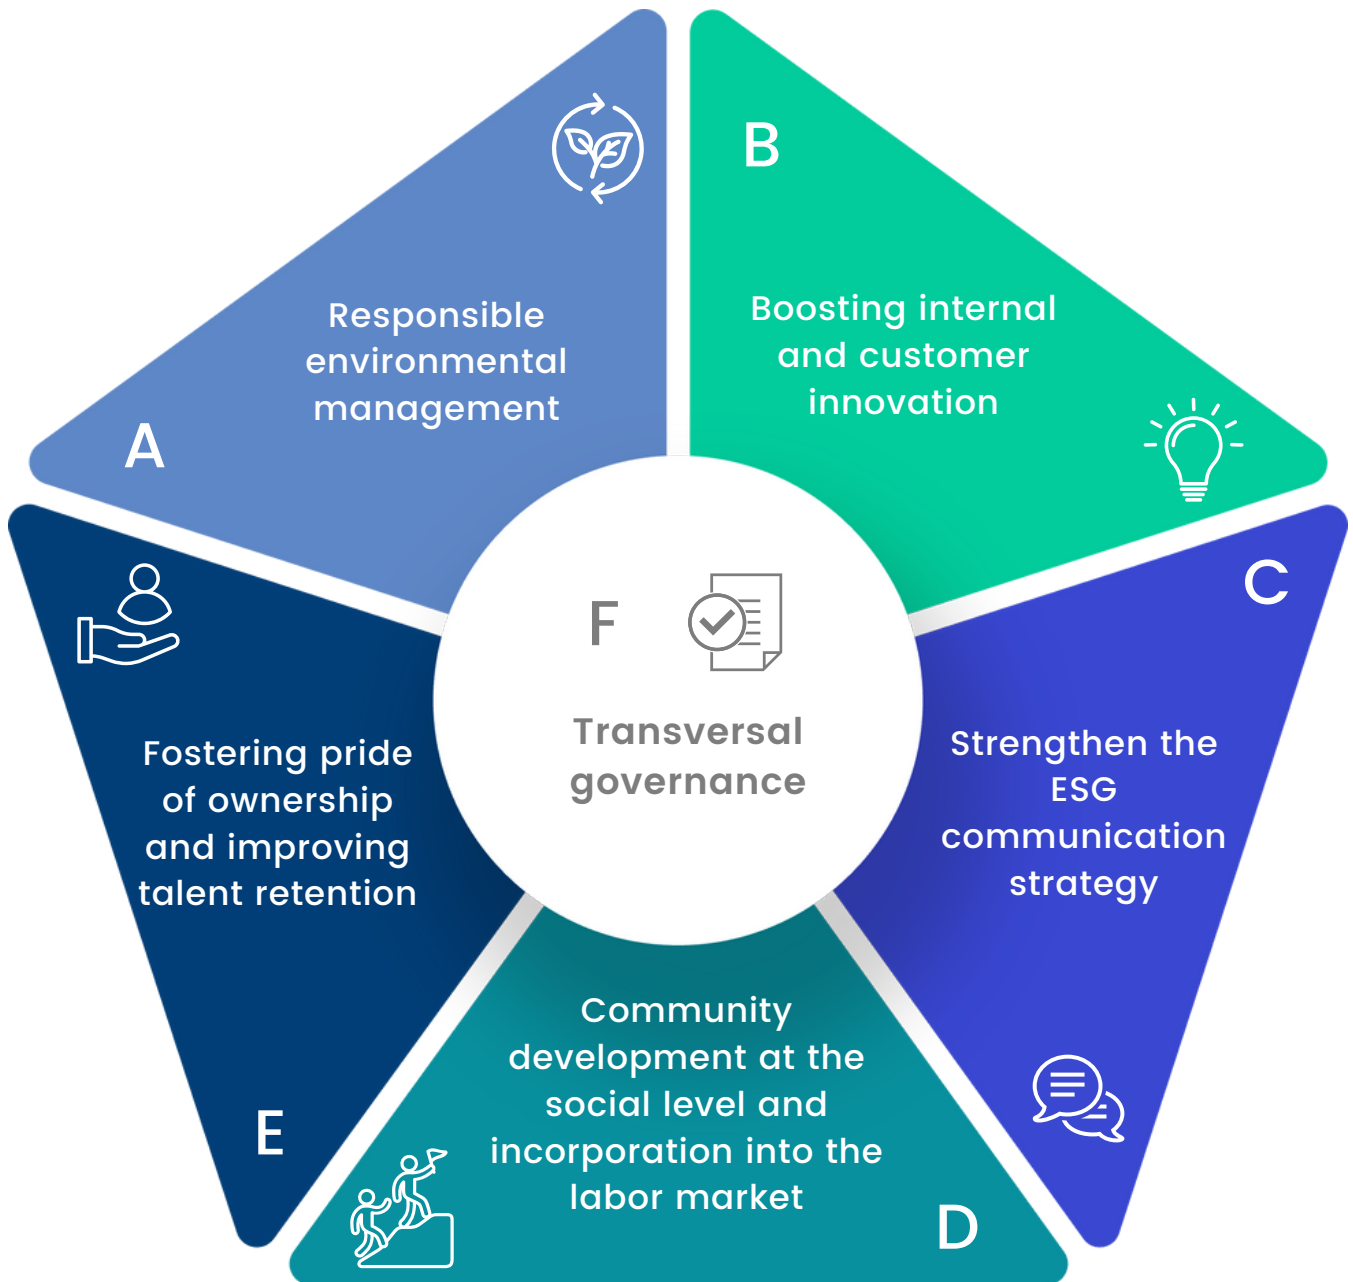 A
Responsible
environmental
management
B
Boosting internal
and customer
innovation
C
Strengthen the
ESG
communication
strategy
D
Community
development at the
social level and
incorporation into the
labor market
E
Fostering pride
of ownership
and improving
talent retention
F
Transversal
governance